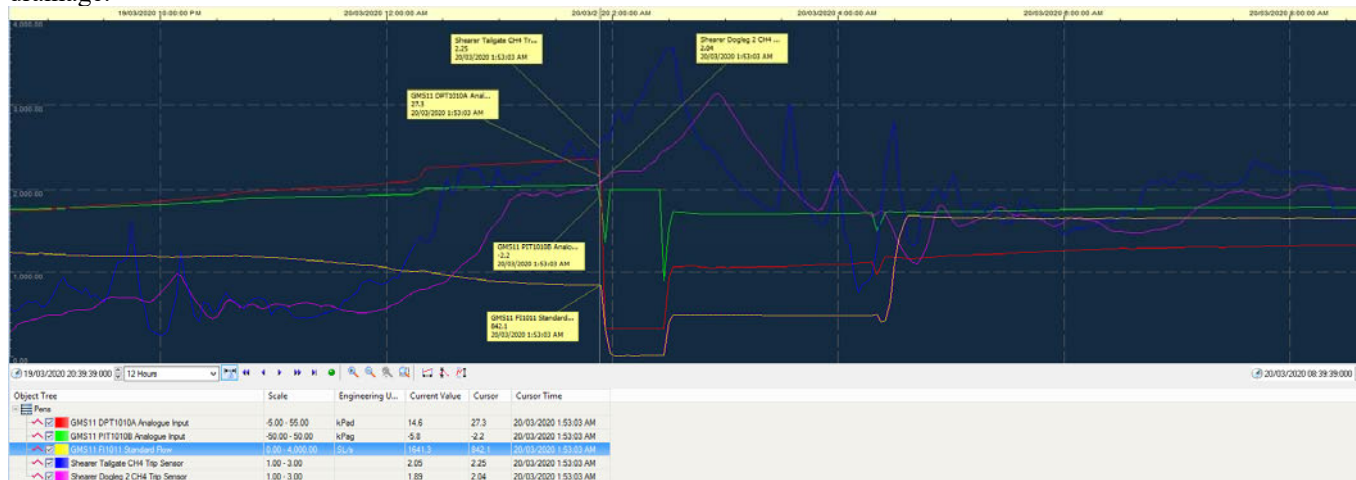 drainage.
19/03/2020 10:00:00 PM 20/03/2020 12:00:00 AM 20/03/2020 2:00:00 AM 20/03/2020 4:00:00 AM 20/03/2020 6:00:00 AM 20/03/2020 8:00:00 AM
4,000.00
Shearer Tailgate CH4 Tr...
2.25
20/03/2020 1:53:03 AM
Shearer Dogleg 2 CH4 ...
2.04
20/03/2020 1:53:03 AM
GMS11 DPT1010A Anal...
27.3
20/03/2020 1:53:03 AM
3,000.00
2,000.00
GMS11 PIT1010B Analo...
-2.2
20/03/2020 1:53:03 AM
1,000.00
GMS11 FI1011 Standard...
842.1
20/03/2020 1:53:03 AM
0.00
19/03/2020 20:39:39:000 12 Hours 20/03/2020 08:39:39:000
Object Tree Scale Engineering U... Current Value Cursor Cursor Time
Pens
GMS11 DPT1010A Analogue Input -5.00 - 55.00 kPad 14.6 27.3 20/03/2020 1:53:03 AM
GMS11 PIT1010B Analogue Input -50.00 - 50.00 kPag -5.8 -2.2 20/03/2020 1:53:03 AM
GMS11 FI1011 Standard Flow 0.00 - 4,000.00 SL/s 1641.3 842.1 20/03/2020 1:53:03 AM
Shearer Tailgate CH4 Trip Sensor 1.00 - 3.00 2.05 2.25 20/03/2020 1:53:03 AM
Shearer Dogleg 2 CH4 Trip Sensor 1.00 - 3.00 1.89 2.04 20/03/2020 1:53:03 AM